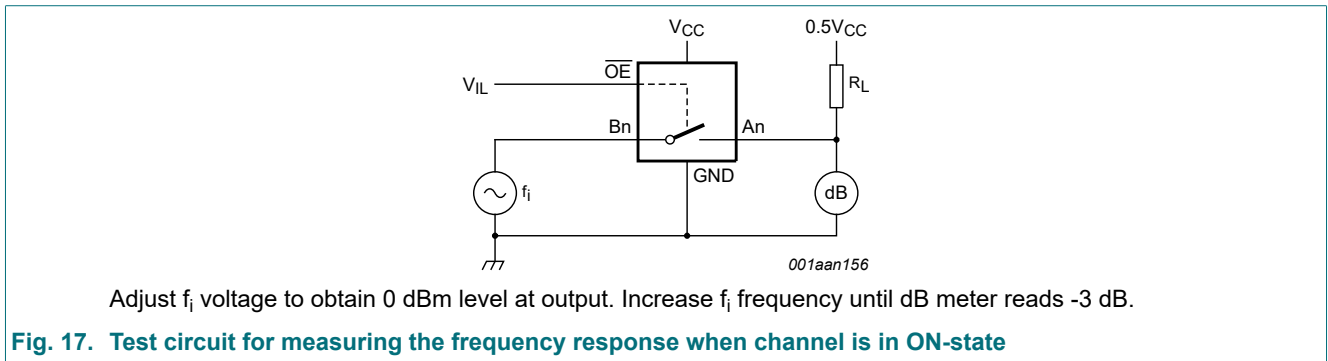 VCC
0.5VCC
OE
RL
VIL
Bn
An
GND
fi
dB
001aan156
Adjust fi voltage to obtain 0 dBm level at output. Increase fi frequency until dB meter reads -3 dB.
Fig. 17. Test circuit for measuring the frequency response when channel is in ON-state